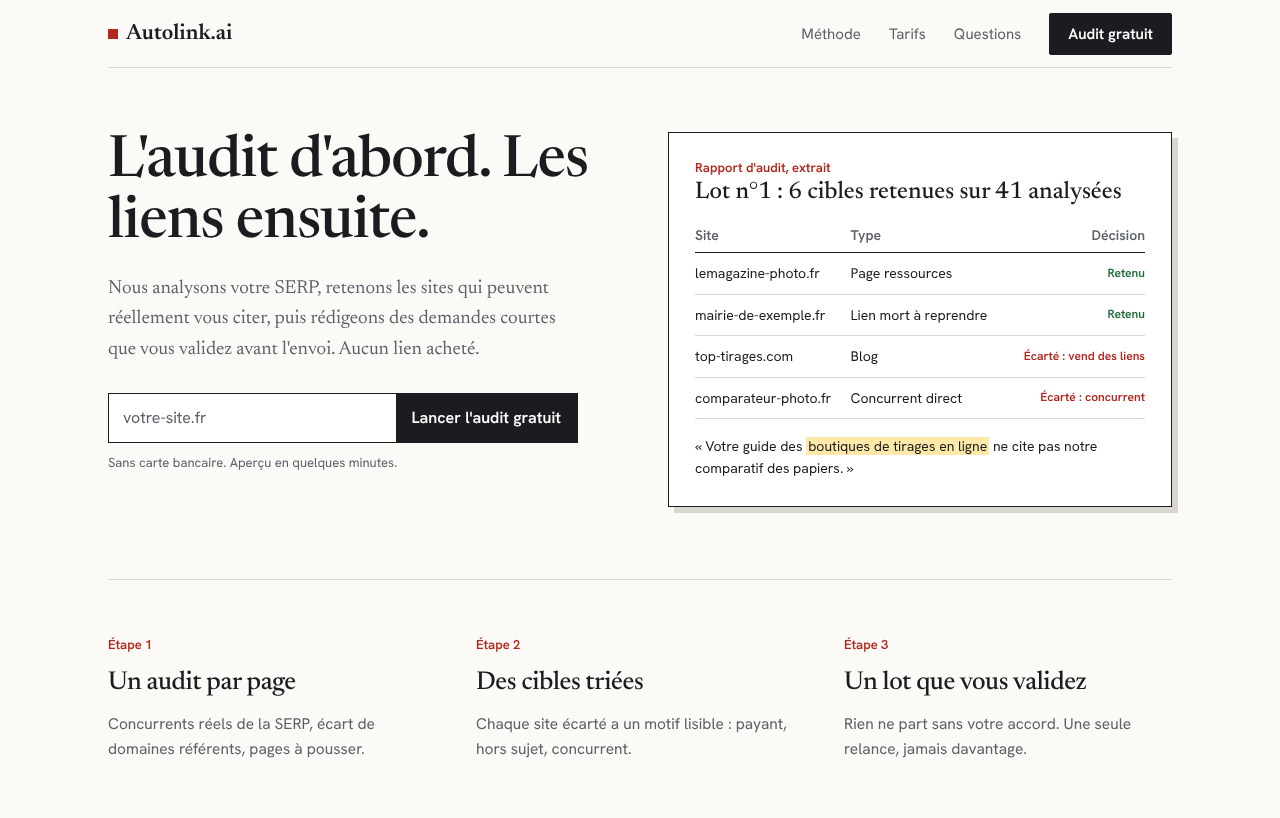 Autolink.ai
Méthode
Tarifs
Questions
Audit gratuit
L'audit d'abord. Les
liens ensuite.
Nous analysons votre SERP, retenons les sites qui peuvent
réellement vous citer, puis rédigeons des demandes courtes
que vous validez avant l'envoi. Aucun lien acheté.
votre-site.fr
Lancer l'audit gratuit
Sans carte bancaire. Aperçu en quelques minutes.
Rapport d'audit, extrait
Lot n°1 : 6 cibles retenues sur 41 analysées
Site Type Décision
lemagazine-photo.fr Page ressources Retenu
mairie-de-exemple.fr Lien mort à reprendre Retenu
top-tirages.com Blog Écarté : vend des liens
comparateur-photo.fr Concurrent direct Écarté : concurrent
« Votre guide des boutiques de tirages en ligne ne cite pas notre
comparatif des papiers. »
Étape 1
Un audit par page
Concurrents réels de la SERP, écart de
domaines référents, pages à pousser.
Étape 2
Des cibles triées
Chaque site écarté a un motif lisible : payant,
hors sujet, concurrent.
Étape 3
Un lot que vous validez
Rien ne part sans votre accord. Une seule
relance, jamais davantage.